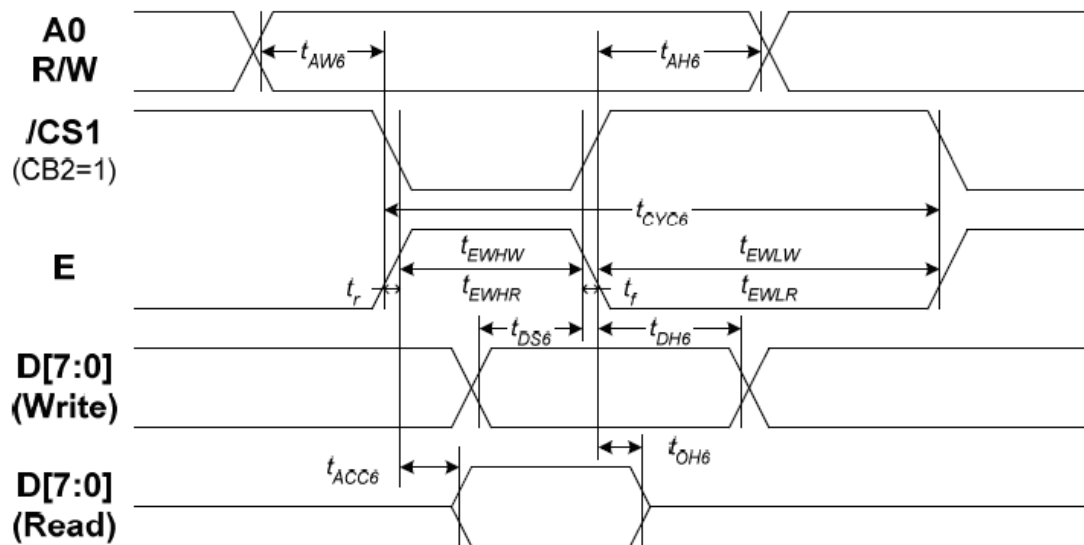 A0
R/W
tAW6
tAH6
/CS1
(CB2=1)
tCYC6
E
tEWHW
tEWLW
tr
tEWHR
tf
tEWLR
tDS6
tDH6
D[7:0]
(Write)
tACC6
tOH6
D[7:0]
(Read)